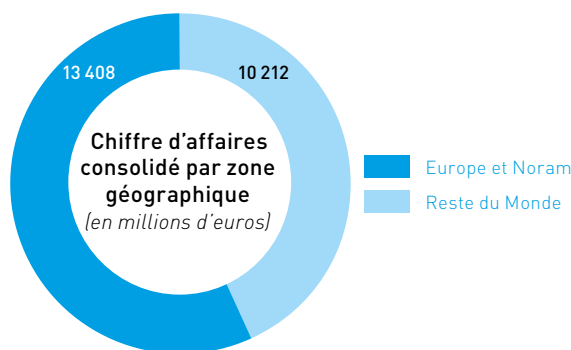 13 408
10 212
Chiffre d’affaires
consolidé par zone
géographique
(en millions d’euros)
Europe et Noram
Reste du Monde